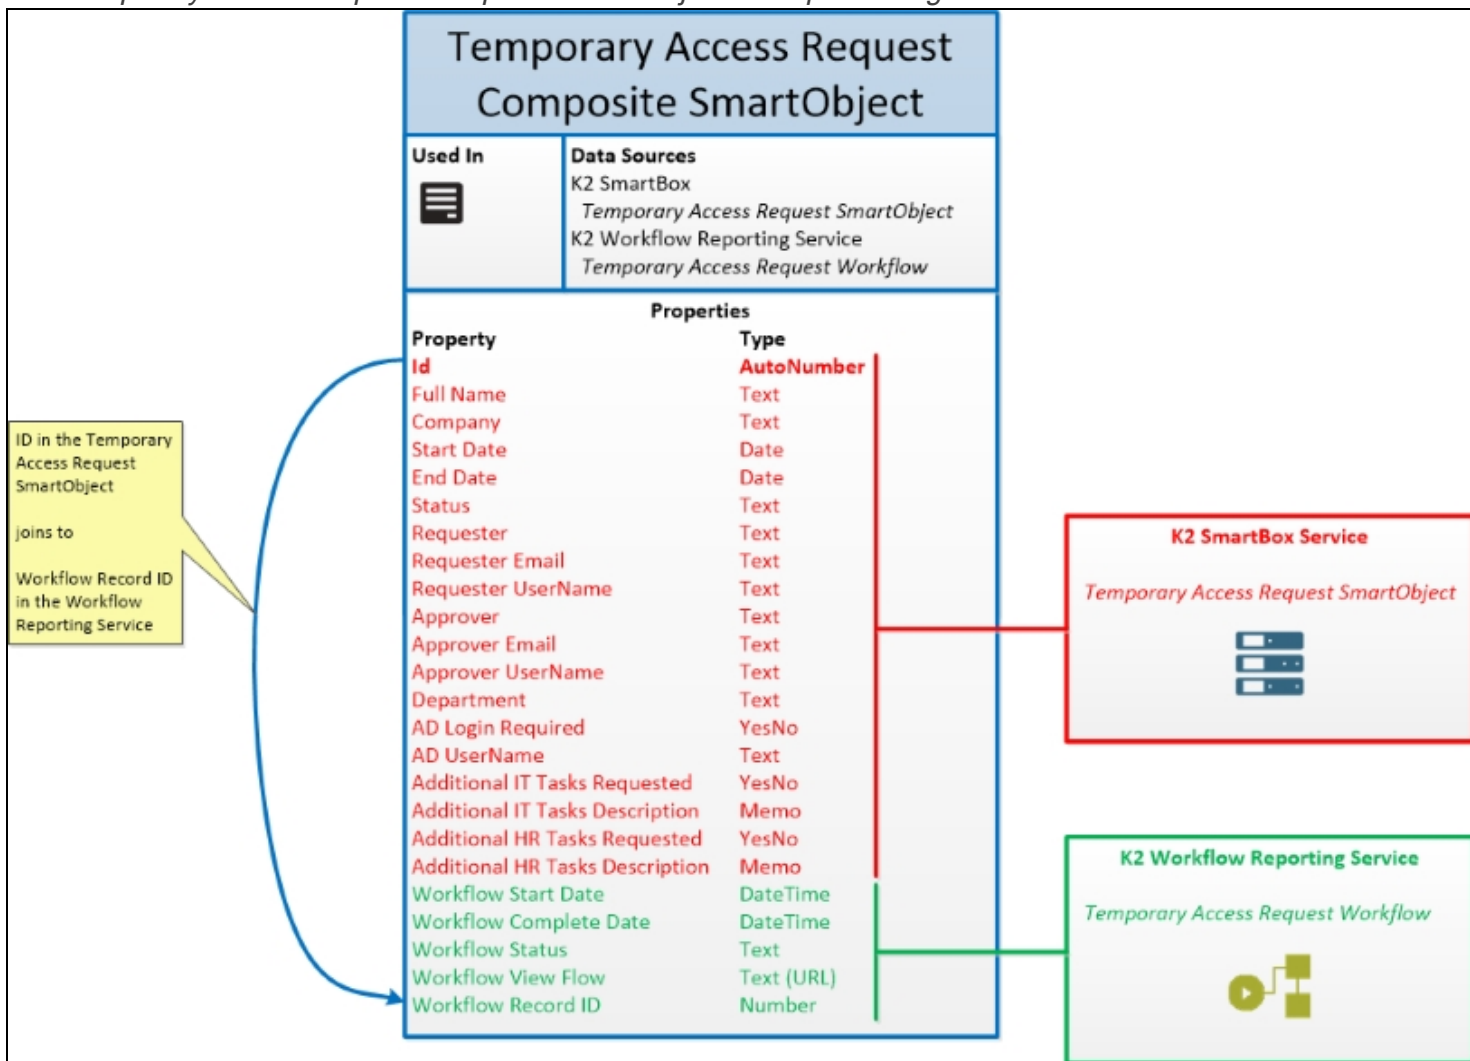 Temporary Access Request
Composite SmartObject
Used In
Data Sources
K2 SmartBox
Temporary Access Request SmartObject
K2 Workflow Reporting Service
Temporary Access Request Workflow
Properties
Property Type
Id AutoNumber
Full Name Text
Company Text
Start Date Date
End Date Date
Status Text
Requester Text
Requester Email Text
Requester UserName Text
Approver Text
Approver Email Text
Approver UserName Text
Department Text
AD Login Required YesNo
AD UserName Text
Additional IT Tasks Requested YesNo
Additional IT Tasks Description Memo
Additional HR Tasks Requested YesNo
Additional HR Tasks Description Memo
Workflow Start Date DateTime
Workflow Complete Date DateTime
Workflow Status Text
Workflow View Flow Text (URL)
Workflow Record ID Number
ID in the Temporary
Access Request
SmartObject
joins to
Workflow Record ID
in the Workflow
Reporting Service
K2 SmartBox Service
Temporary Access Request SmartObject
K2 Workflow Reporting Service
Temporary Access Request Workflow